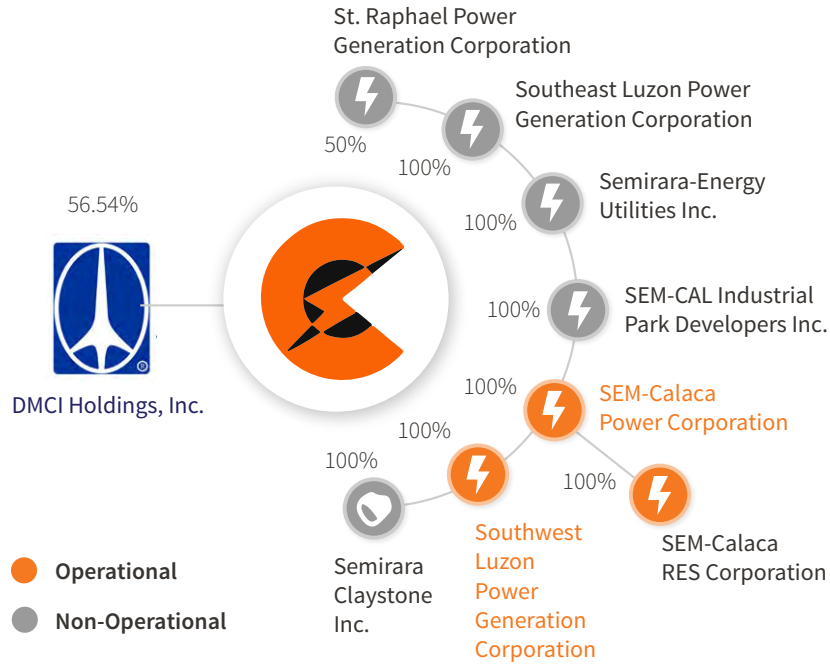 St. Raphael Power
Generation Corporation
50%
Southeast Luzon Power
Generation Corporation
100%
Semirara-Energy
Utilities Inc.
100%
56.54%
SEM-CAL Industrial
Park Developers Inc.
100%
®
DMCI Holdings, Inc.
SEM-Calaca
Power Corporation
100%
100%
100%
100%
SEM-Calaca
RES Corporation
Southwest
Luzon
Power
Generation
Corporation
Semirara
Claystone
Inc.
Operational
Non-Operational